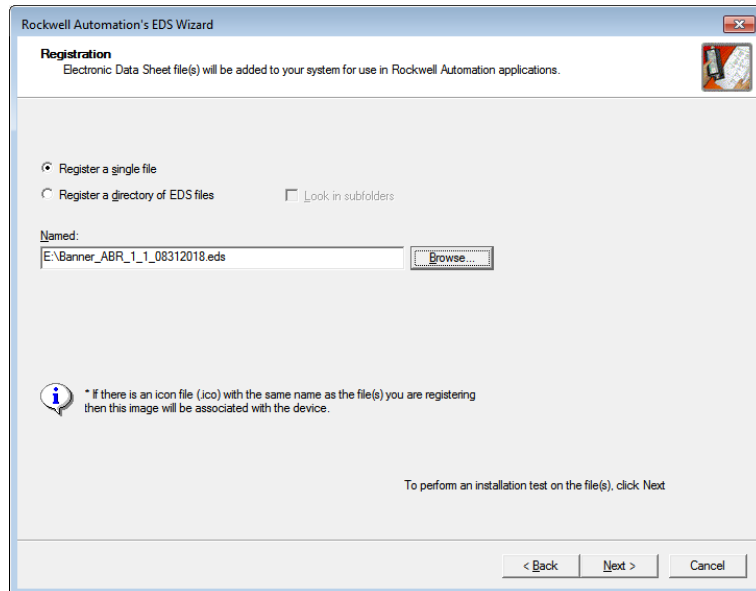 Rockwell Automation's EDS Wizard
Registration
Electronic Data Sheet file(s) will be added to your system for use in Rockwell Automation applications.
Register a single file
Register a directory of EDS files
Look in subfolders
Named:
E:\Banner_ABR_1_1_08312018.eds
Browse...
* If there is an icon file (.ico) with the same name as the file(s) you are registering
then this image will be associated with the device.
To perform an installation test on the file(s), click Next
< Back
Next >
Cancel